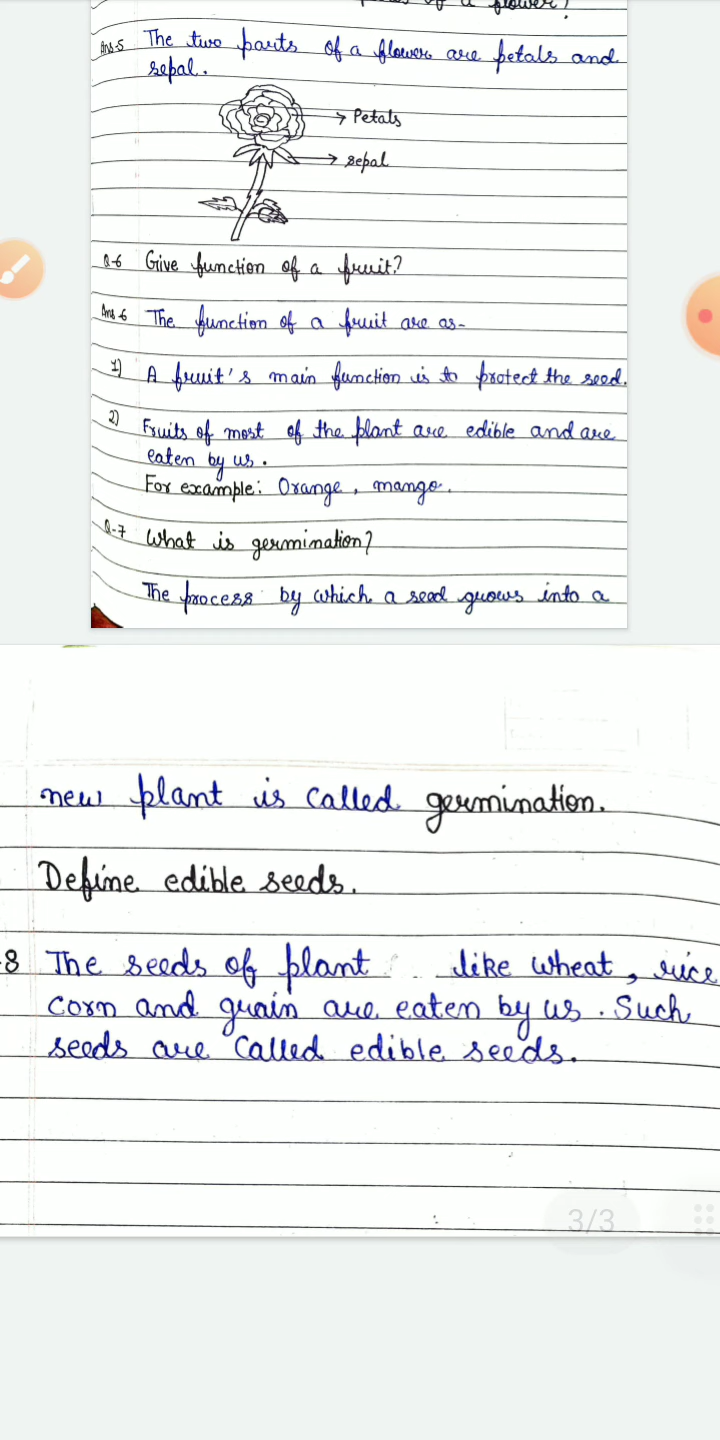 flower?
Ans-5 The two parts of a flower are petals and
sepal.
→ Petals
→ sepal
Q-6 Give function of a fruit?
Ans 6 The function of a fruit are as-
1) A fruit's main function is to protect the seed.
2) Fruits of most of the plant are edible and are
eaten by us.
For example: Orange, mango.
Q-7 What is germination?
The process by which a seed grows into a
new plant is called germination.
Define edible seeds.
-8 The seeds of plant like wheat, rice
corn and grain are eaten by us. Such
seeds are called edible seeds.
3/3